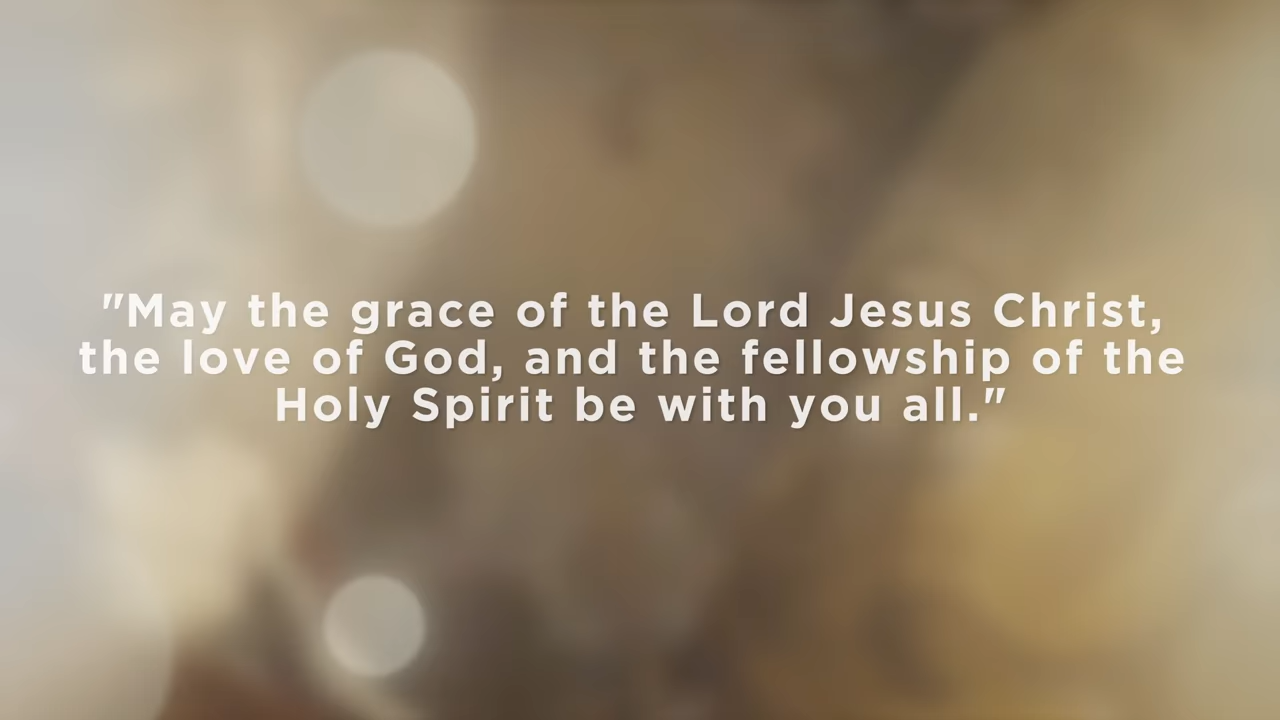 "May the grace of the Lord Jesus Christ,
the love of God, and the fellowship of the
Holy Spirit be with you all."